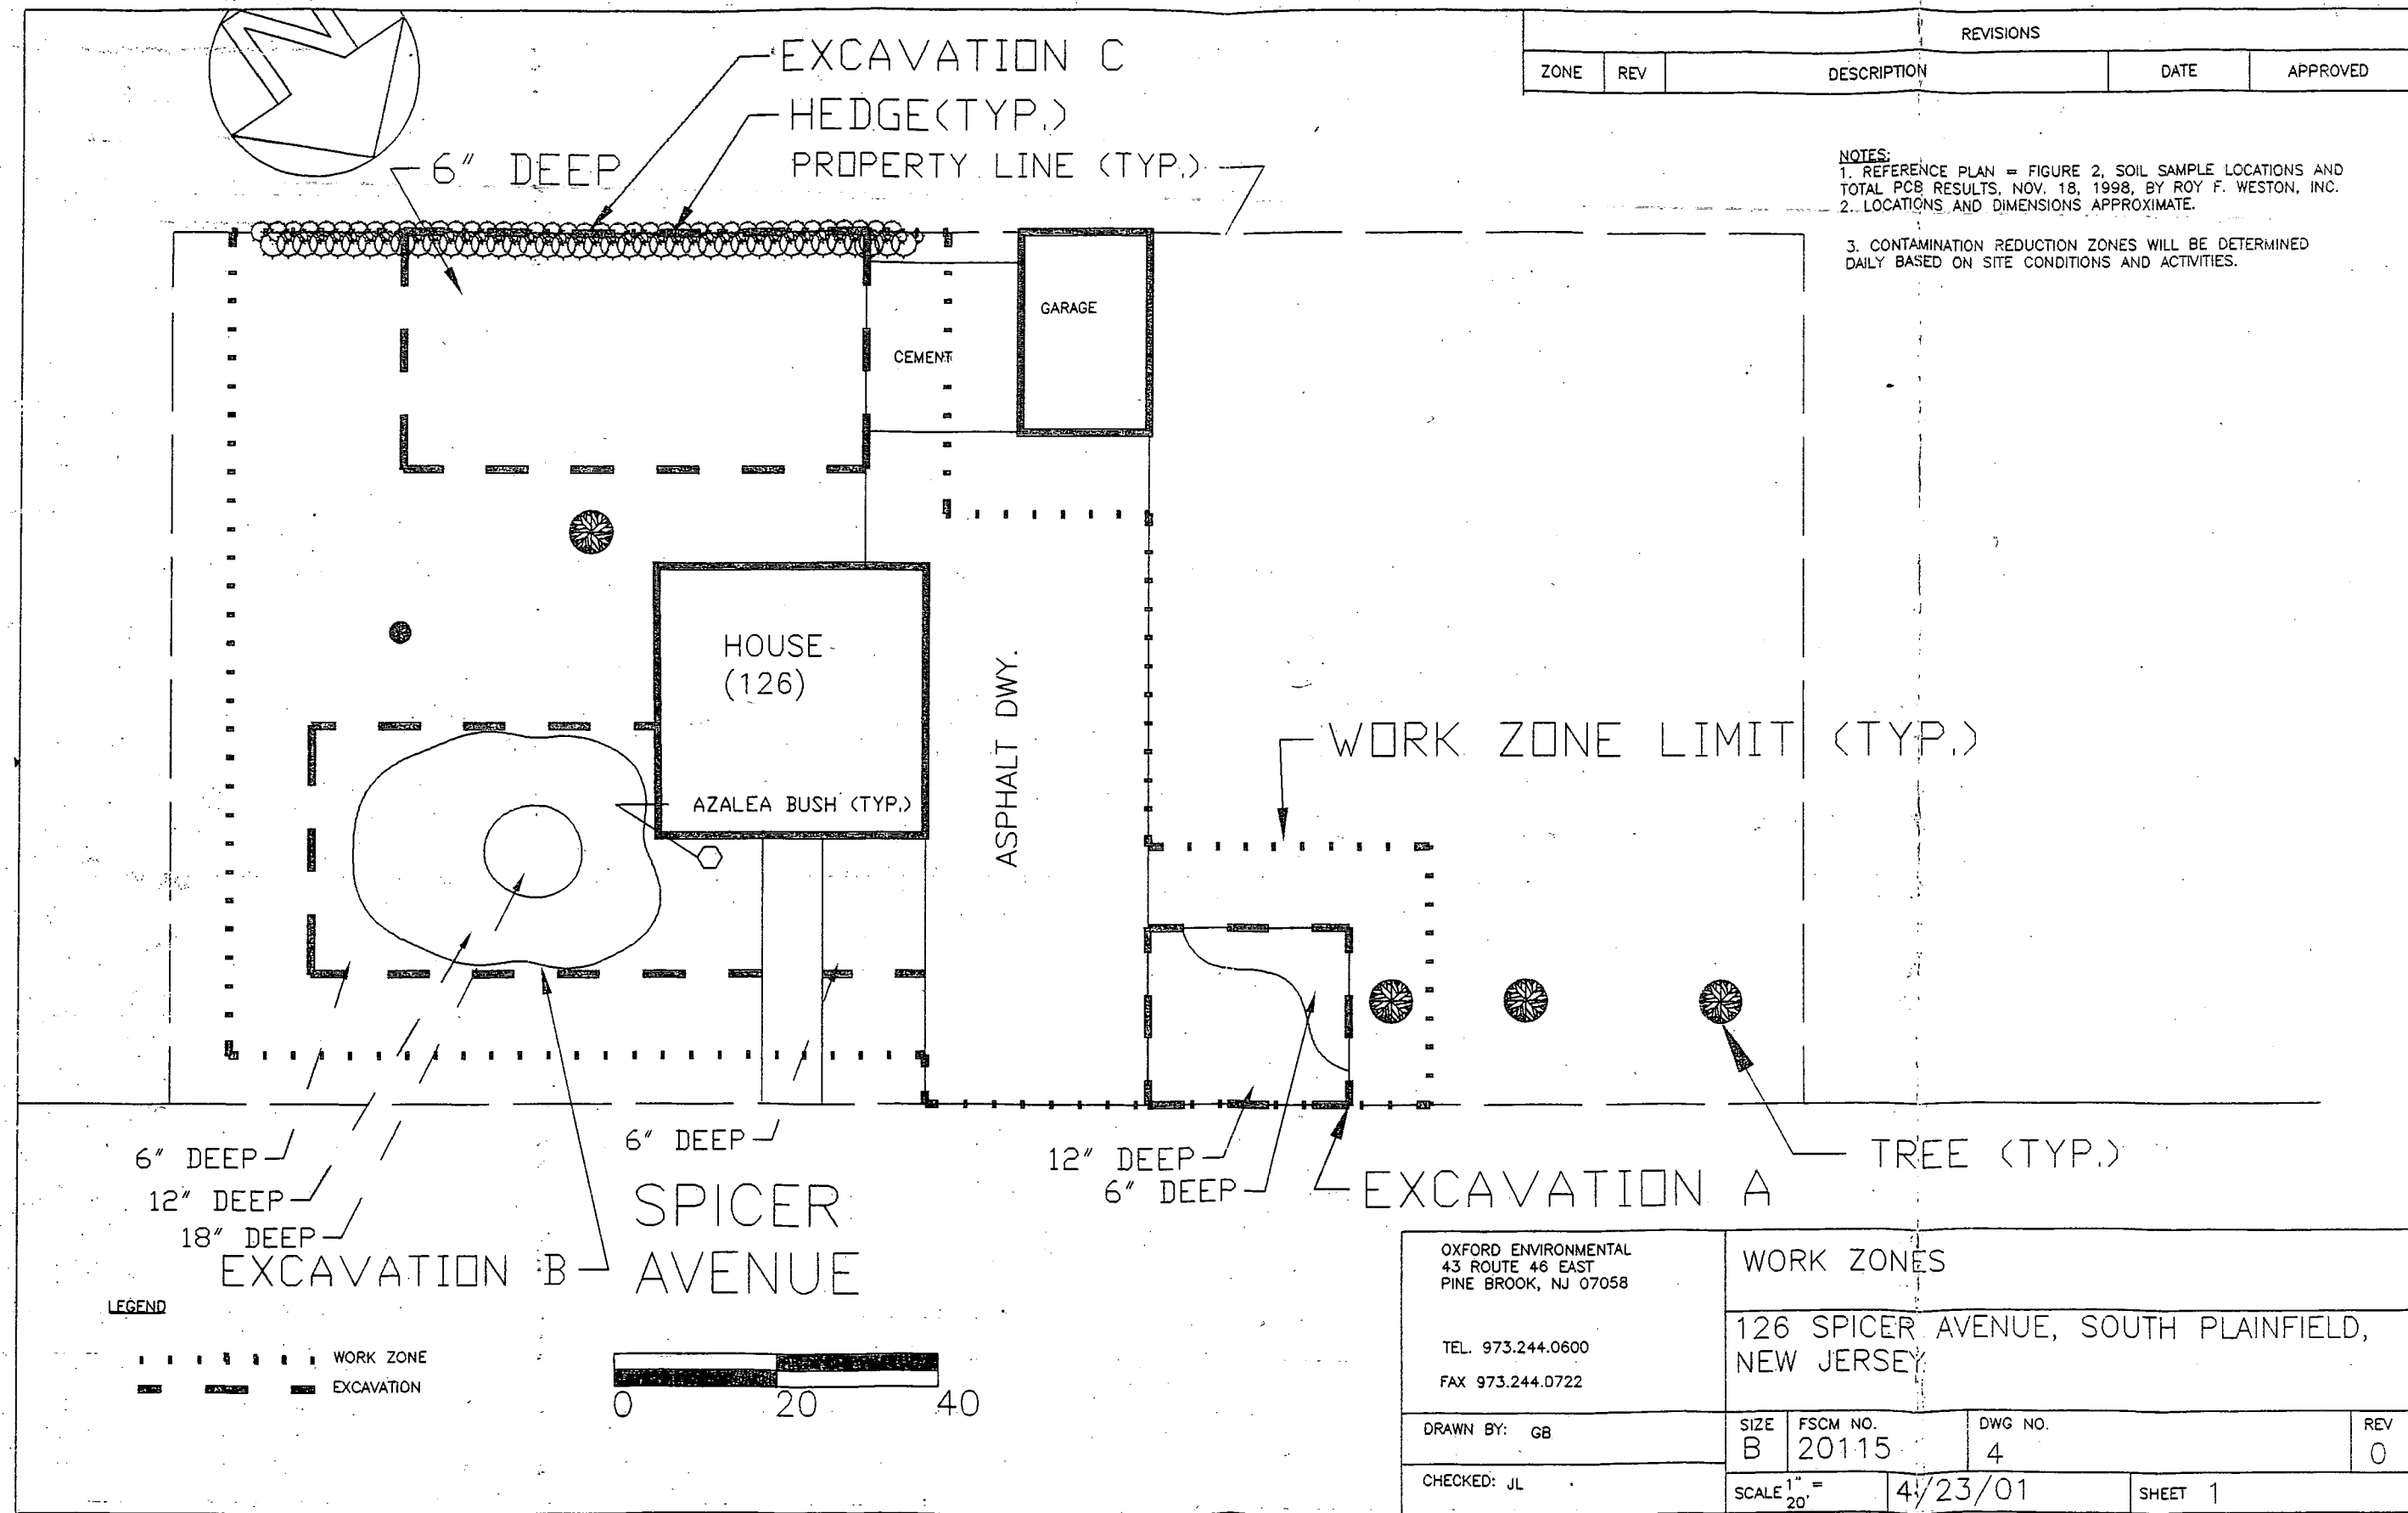 EXCAVATION C
HEDGE(TYP.)
PROPERTY LINE (TYP.)
6" DEEP
REVISIONS
ZONE REV DESCRIPTION DATE APPROVED
NOTES:
1. REFERENCE PLAN = FIGURE 2, SOIL SAMPLE LOCATIONS AND
TOTAL PCB RESULTS, NOV. 18, 1998, BY ROY F. WESTON, INC.
2. LOCATIONS AND DIMENSIONS APPROXIMATE.
3. CONTAMINATION REDUCTION ZONES WILL BE DETERMINED
DAILY BASED ON SITE CONDITIONS AND ACTIVITIES.
GARAGE
CEMENT
HOUSE
(126)
ASPHALT DWY.
WORK ZONE LIMIT (TYP.)
AZALEA BUSH (TYP.)
6" DEEP
12" DEEP
18" DEEP
EXCAVATION B
6" DEEP
SPICER
AVENUE
12" DEEP
6" DEEP
EXCAVATION A
TREE (TYP.)
LEGEND
WORK ZONE
EXCAVATION
0 20 40
OXFORD ENVIRONMENTAL
43 ROUTE 46 EAST
PINE BROOK, NJ 07058
TEL. 973.244.0600
FAX 973.244.0722
DRAWN BY: GB
CHECKED: JL
WORK ZONES
126 SPICER AVENUE, SOUTH PLAINFIELD,
NEW JERSEY
SIZE FSCM NO. DWG NO. REV
B 20115 4 0
SCALE 1" = 20' 4/23/01 SHEET 1